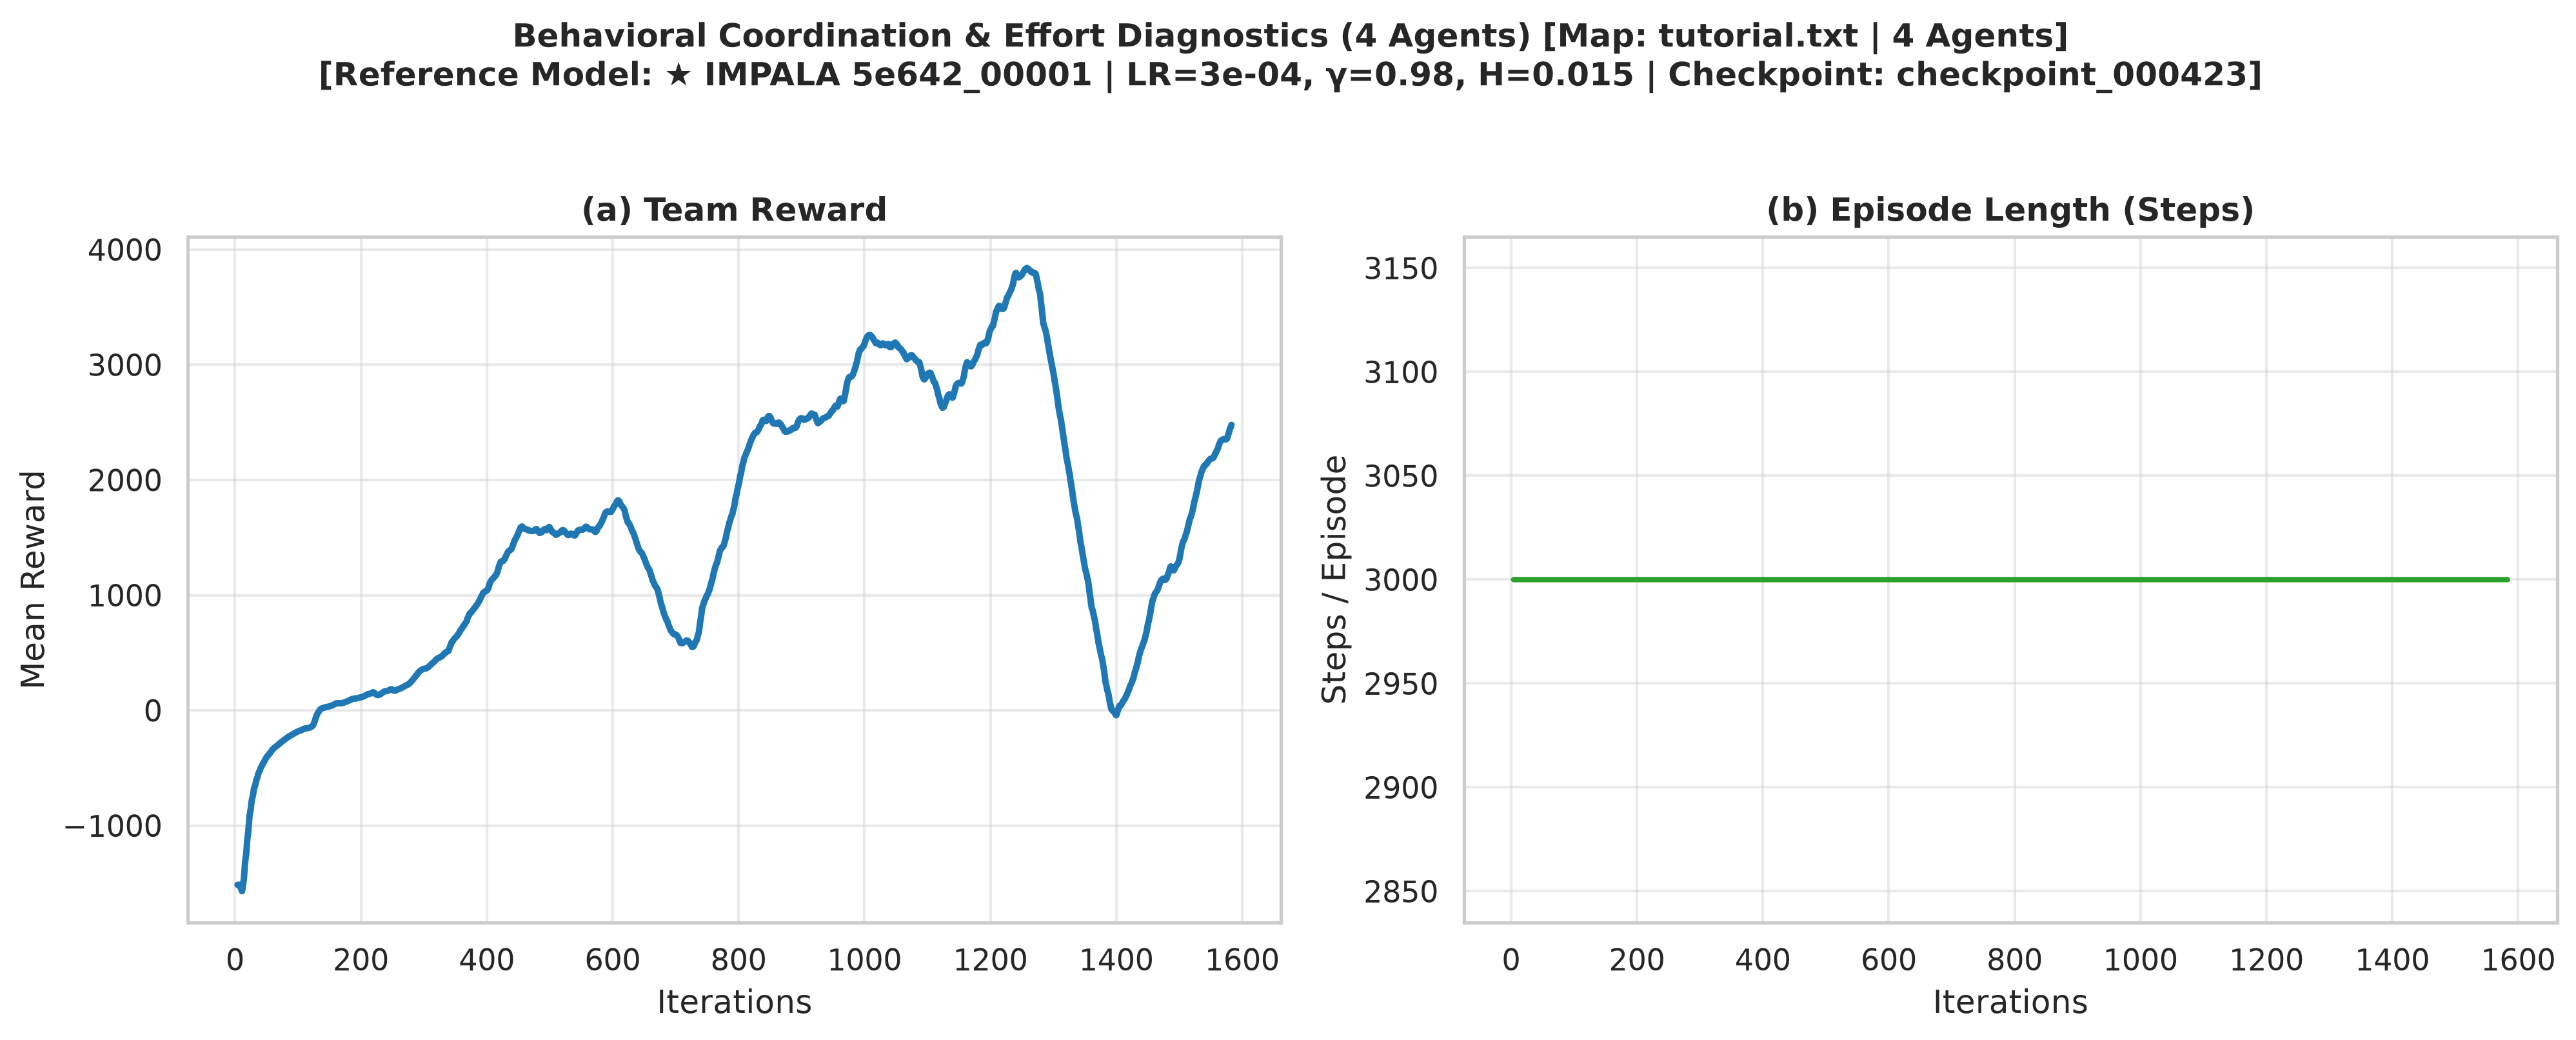 Behavioral Coordination & Effort Diagnostics (4 Agents) [Map: tutorial.txt | 4 Agents]
[Reference Model: ★ IMPALA 5e642_00001 | LR=3e-04, γ=0.98, H=0.015 | Checkpoint: checkpoint_000423]
(a) Team Reward
4000
3000
2000
1000
0
−1000
Mean Reward
0 200 400 600 800 1000 1200 1400 1600
Iterations
(b) Episode Length (Steps)
3150
3100
3050
3000
2950
2900
2850
Steps / Episode
0 200 400 600 800 1000 1200 1400 1600
Iterations